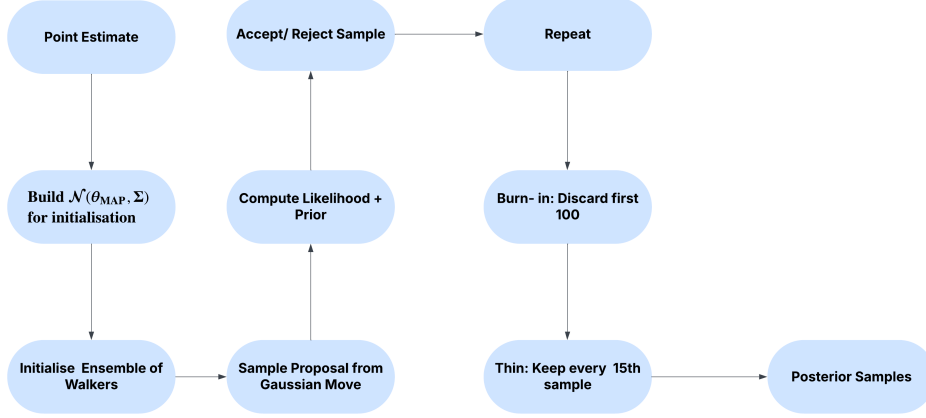 Point Estimate
Build 𝒩(θ_MAP, Σ)
for initialisation
Initialise Ensemble of
Walkers
Sample Proposal from
Gaussian Move
Compute Likelihood +
Prior
Accept/ Reject Sample
Repeat
Burn- in: Discard first
100
Thin: Keep every 15th
sample
Posterior Samples